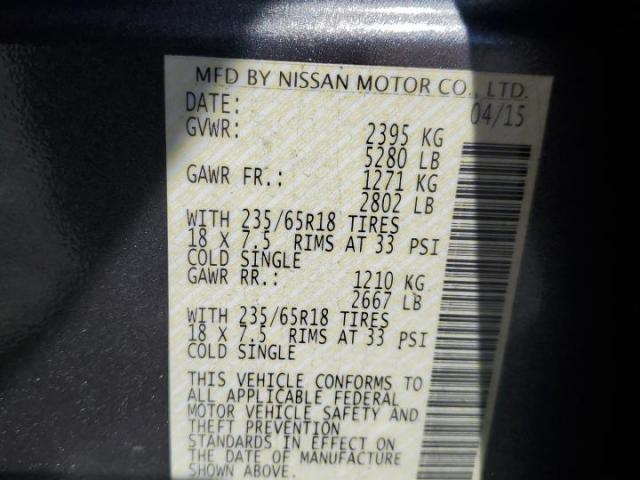 MFD BY NISSAN MOTOR CO., LTD.
DATE: 04/15
GVWR: 2395 KG
5280 LB
GAWR FR.: 1271 KG
2802 LB
WITH 235/65R18 TIRES
18 X 7.5 RIMS AT 33 PSI
COLD SINGLE
GAWR RR.: 1210 KG
2667 LB
WITH 235/65R18 TIRES
18 X 7.5 RIMS AT 33 PSI
COLD SINGLE
THIS VEHICLE CONFORMS TO
ALL APPLICABLE FEDERAL
MOTOR VEHICLE SAFETY AND
THEFT PREVENTION
STANDARDS IN EFFECT ON
THE DATE OF MANUFACTURE
SHOWN ABOVE.